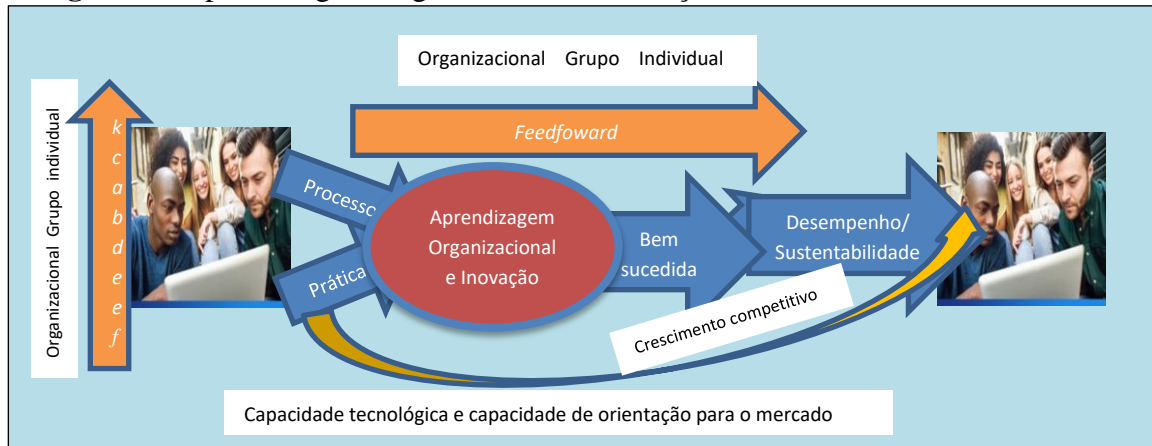 Organizacional Grupo Individual
Organizacional Grupo individual
k
c
a
b
d
e
e
f
Feedfoward
Processo
Prática
Aprendizagem
Organizacional
e Inovação
Bem
sucedida
Desempenho/
Sustentabilidade
Crescimento competitivo
Capacidade tecnológica e capacidade de orientação para o mercado